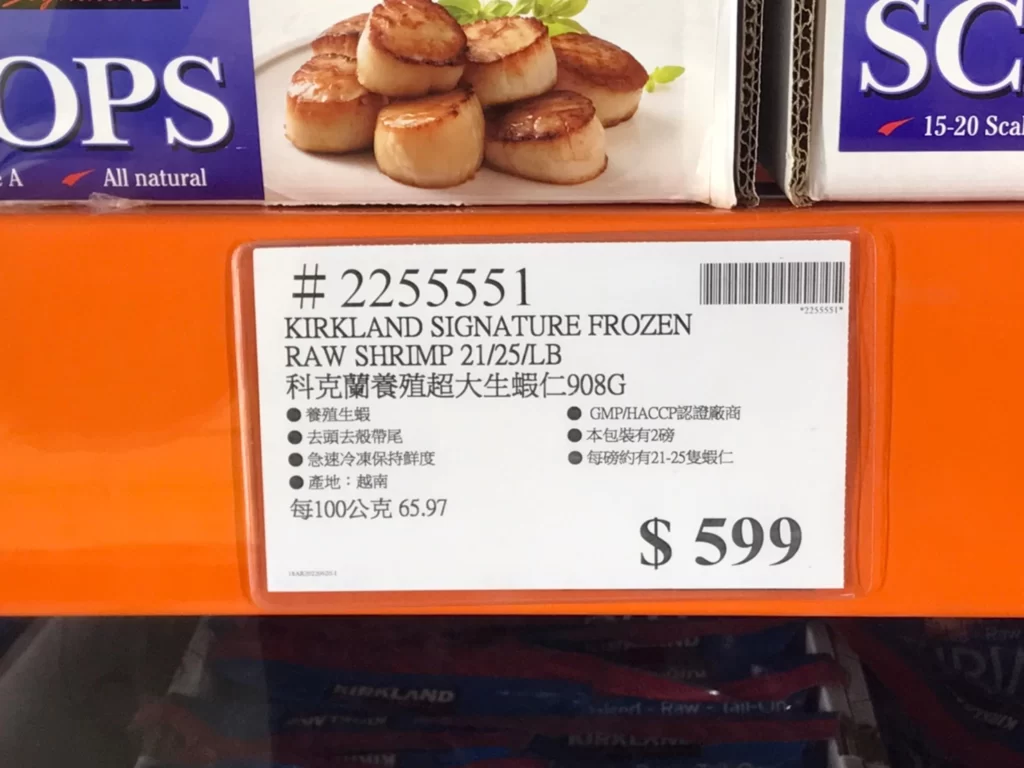 OPS
SC
All natural
15-20 Scal
# 2255551
*2255551*
KIRKLAND SIGNATURE FROZEN
RAW SHRIMP 21/25/LB
科克蘭養殖超大生蝦仁908G
● 養殖生蝦
● GMP/HACCP認證廠商
● 去頭去殼帶尾
● 本包裝有2磅
● 急速冷凍保持鮮度
● 每磅約有21-25隻蝦仁
● 產地：越南
每100公克 65.97
$ 599
KIRKLAND
Raw - Tail-On
KIRKLAND